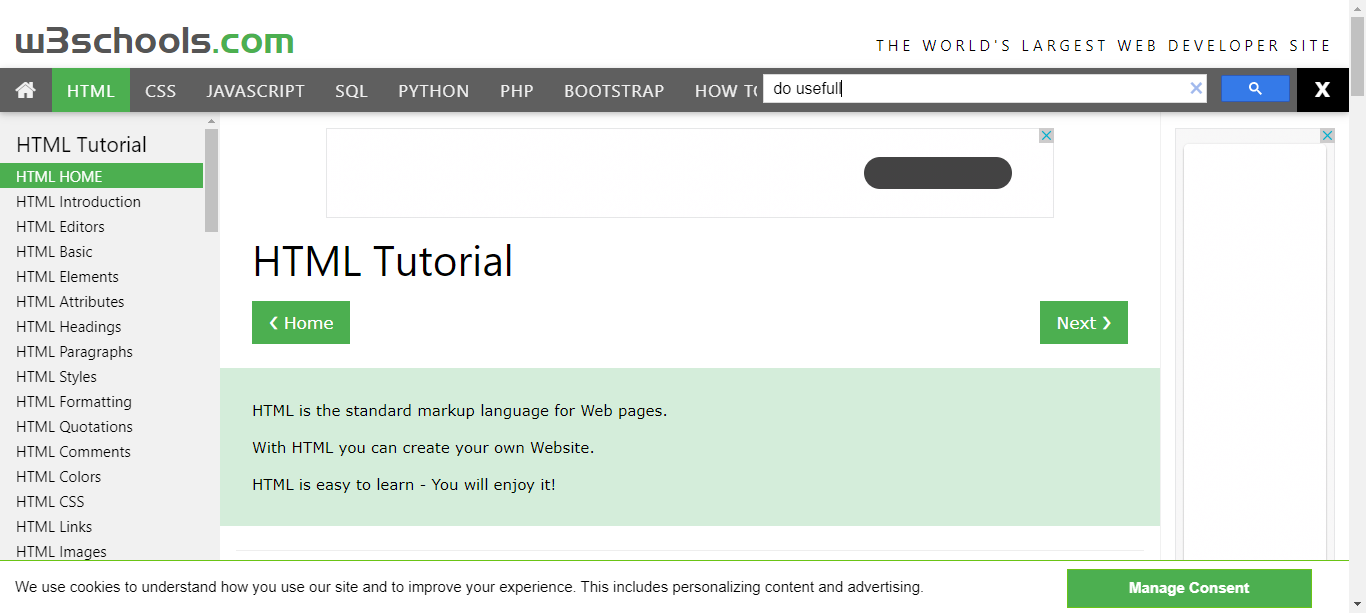 w3schools.com
THE WORLD'S LARGEST WEB DEVELOPER SITE
HTML CSS JAVASCRIPT SQL PYTHON PHP BOOTSTRAP HOW TO do usefull X
HTML Tutorial
HTML HOME
HTML Introduction
HTML Editors
HTML Basic
HTML Elements
HTML Attributes
HTML Headings
HTML Paragraphs
HTML Styles
HTML Formatting
HTML Quotations
HTML Comments
HTML Colors
HTML CSS
HTML Links
HTML Images
HTML Tutorial
❮ Home
Next ❯
HTML is the standard markup language for Web pages.
With HTML you can create your own Website.
HTML is easy to learn - You will enjoy it!
We use cookies to understand how you use our site and to improve your experience. This includes personalizing content and advertising.
Manage Consent